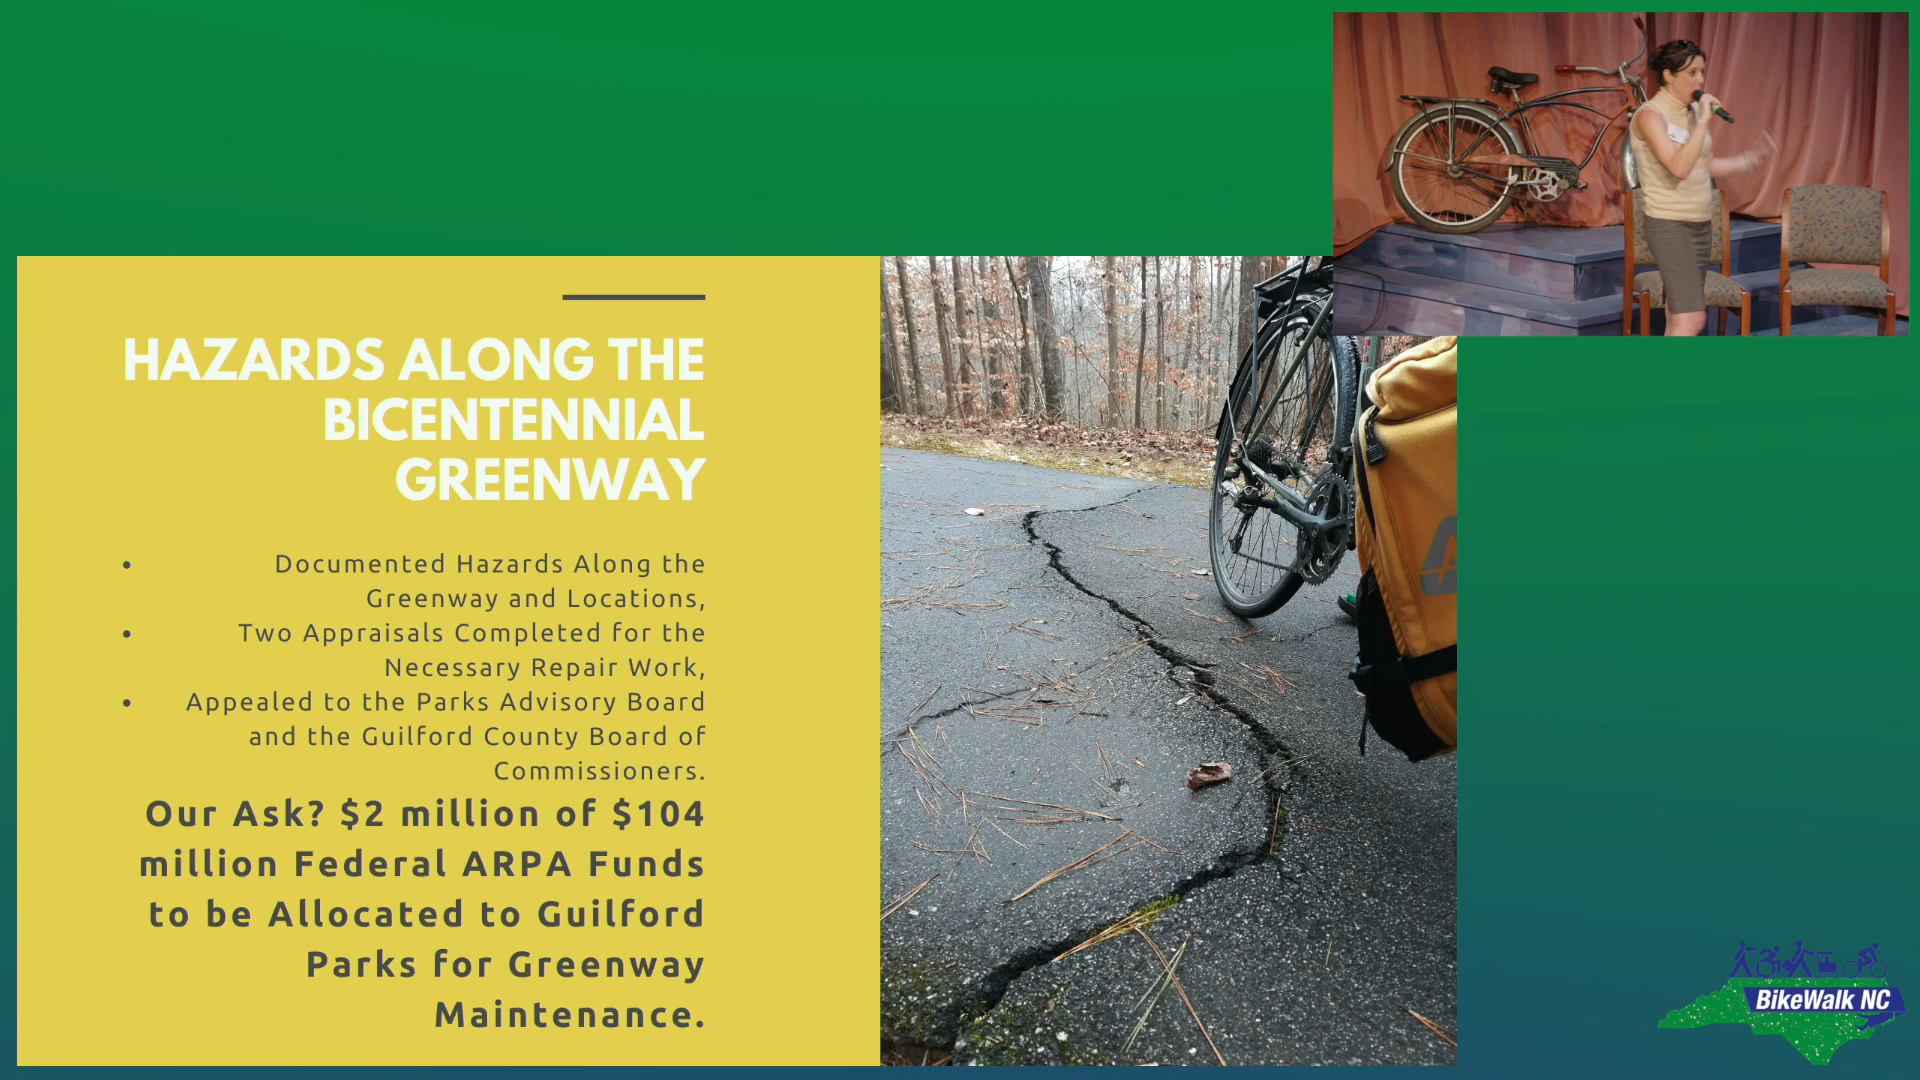 HAZARDS ALONG THE
BICENTENNIAL
GREENWAY
• Documented Hazards Along the
Greenway and Locations,
• Two Appraisals Completed for the
Necessary Repair Work,
• Appealed to the Parks Advisory Board
and the Guilford County Board of
Commissioners.
Our Ask? $2 million of $104
million Federal ARPA Funds
to be Allocated to Guilford
Parks for Greenway
Maintenance.
BikeWalk NC